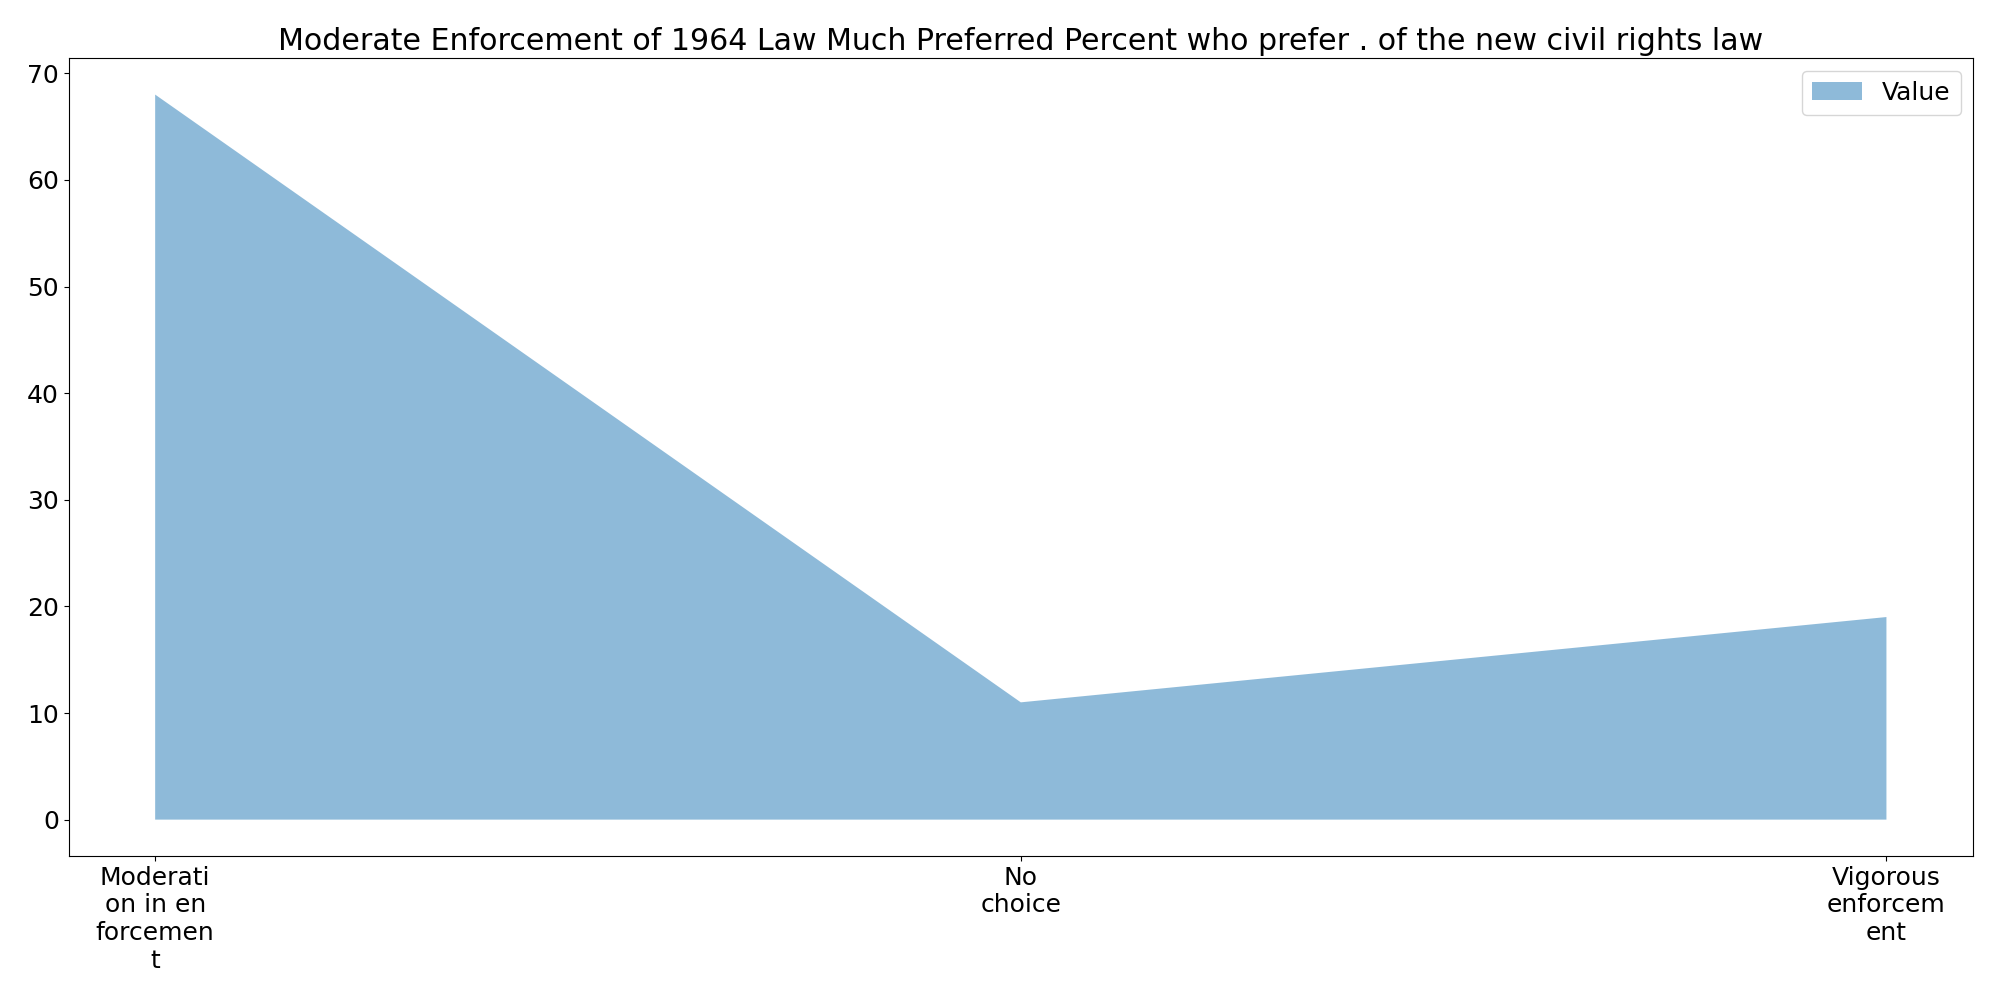 Moderate Enforcement of 1964 Law Much Preferred Percent who prefer . of the new civil rights law
Value
70
60
50
40
30
20
10
0
Moderati
on in en
forcemen
t
No
choice
Vigorous
enforcem
ent